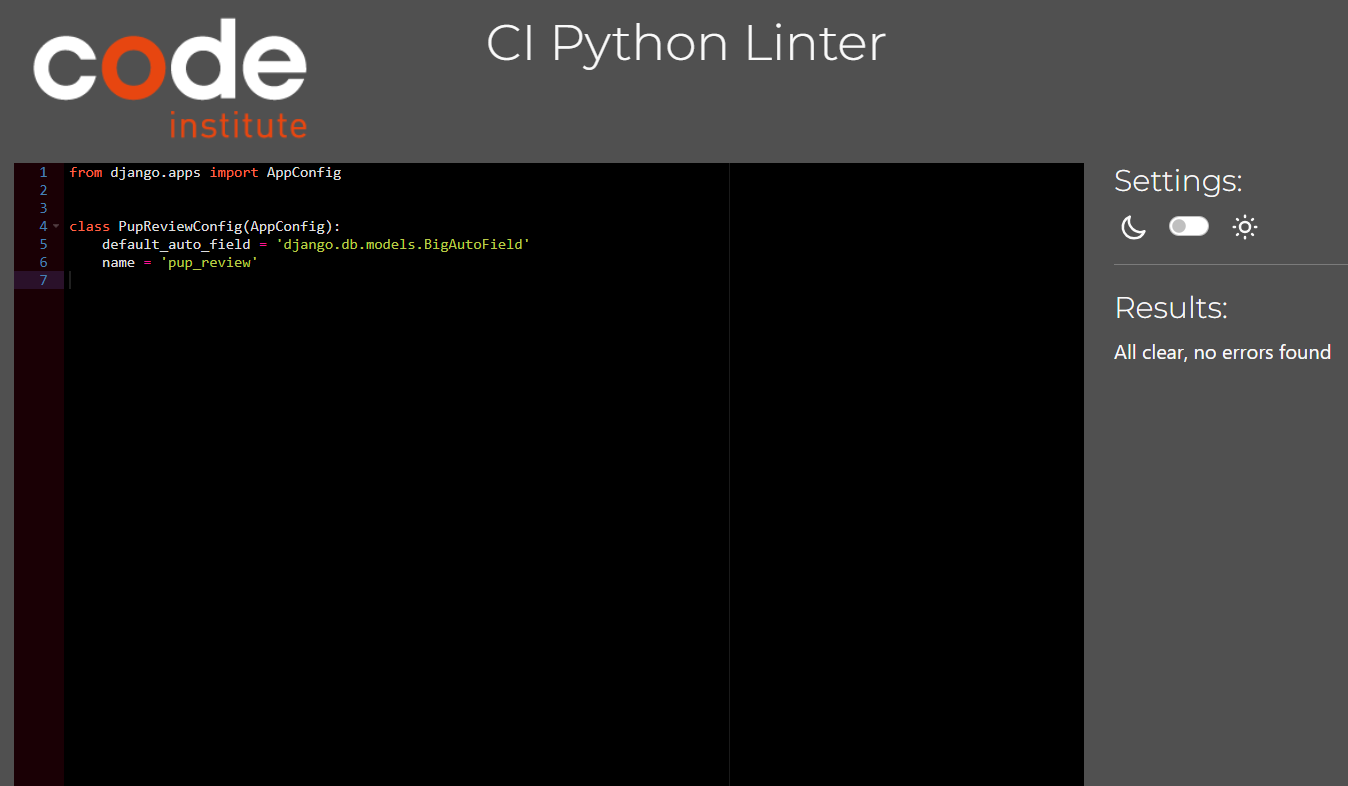 code
institute
CI Python Linter
1 from django.apps import AppConfig
2
3
4 class PupReviewConfig(AppConfig):
5     default_auto_field = 'django.db.models.BigAutoField'
6     name = 'pup_review'
7
Settings:
Results:
All clear, no errors found